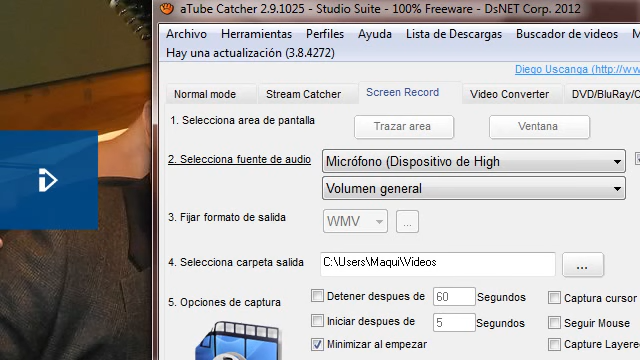 aTube Catcher 2.9.1025 - Studio Suite - 100% Freeware - DsNET Corp. 2012
Archivo Herramientas Perfiles Ayuda Lista de Descargas Buscador de videos
Hay una actualización (3.8.4272)
Diego Uscanga (http://
Normal mode Stream Catcher Screen Record Video Converter DVD/BluRay/
1. Selecciona area de pantalla Trazar area Ventana
2. Selecciona fuente de audio Micrófono (Dispositivo de High
Volumen general
3. Fijar formato de salida WMV ...
4. Selecciona carpeta salida C:\Users\Maqui\Videos ...
5. Opciones de captura
Detener despues de 60 Segundos Captura cursor
Iniciar despues de 5 Segundos Seguir Mouse
Minimizar al empezar Capture Layere